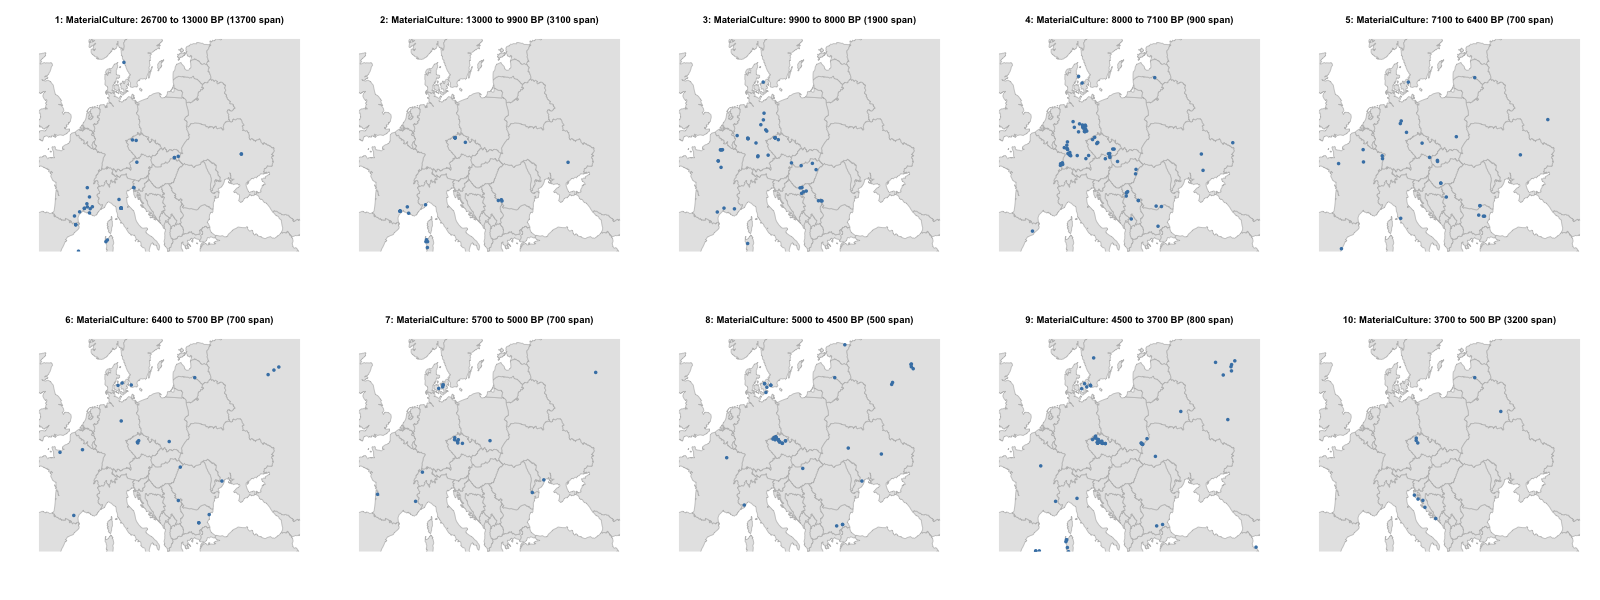 1: MaterialCulture: 26700 to 13000 BP (13700 span)
2: MaterialCulture: 13000 to 9900 BP (3100 span)
3: MaterialCulture: 9900 to 8000 BP (1900 span)
4: MaterialCulture: 8000 to 7100 BP (900 span)
5: MaterialCulture: 7100 to 6400 BP (700 span)
6: MaterialCulture: 6400 to 5700 BP (700 span)
7: MaterialCulture: 5700 to 5000 BP (700 span)
8: MaterialCulture: 5000 to 4500 BP (500 span)
9: MaterialCulture: 4500 to 3700 BP (800 span)
10: MaterialCulture: 3700 to 500 BP (3200 span)